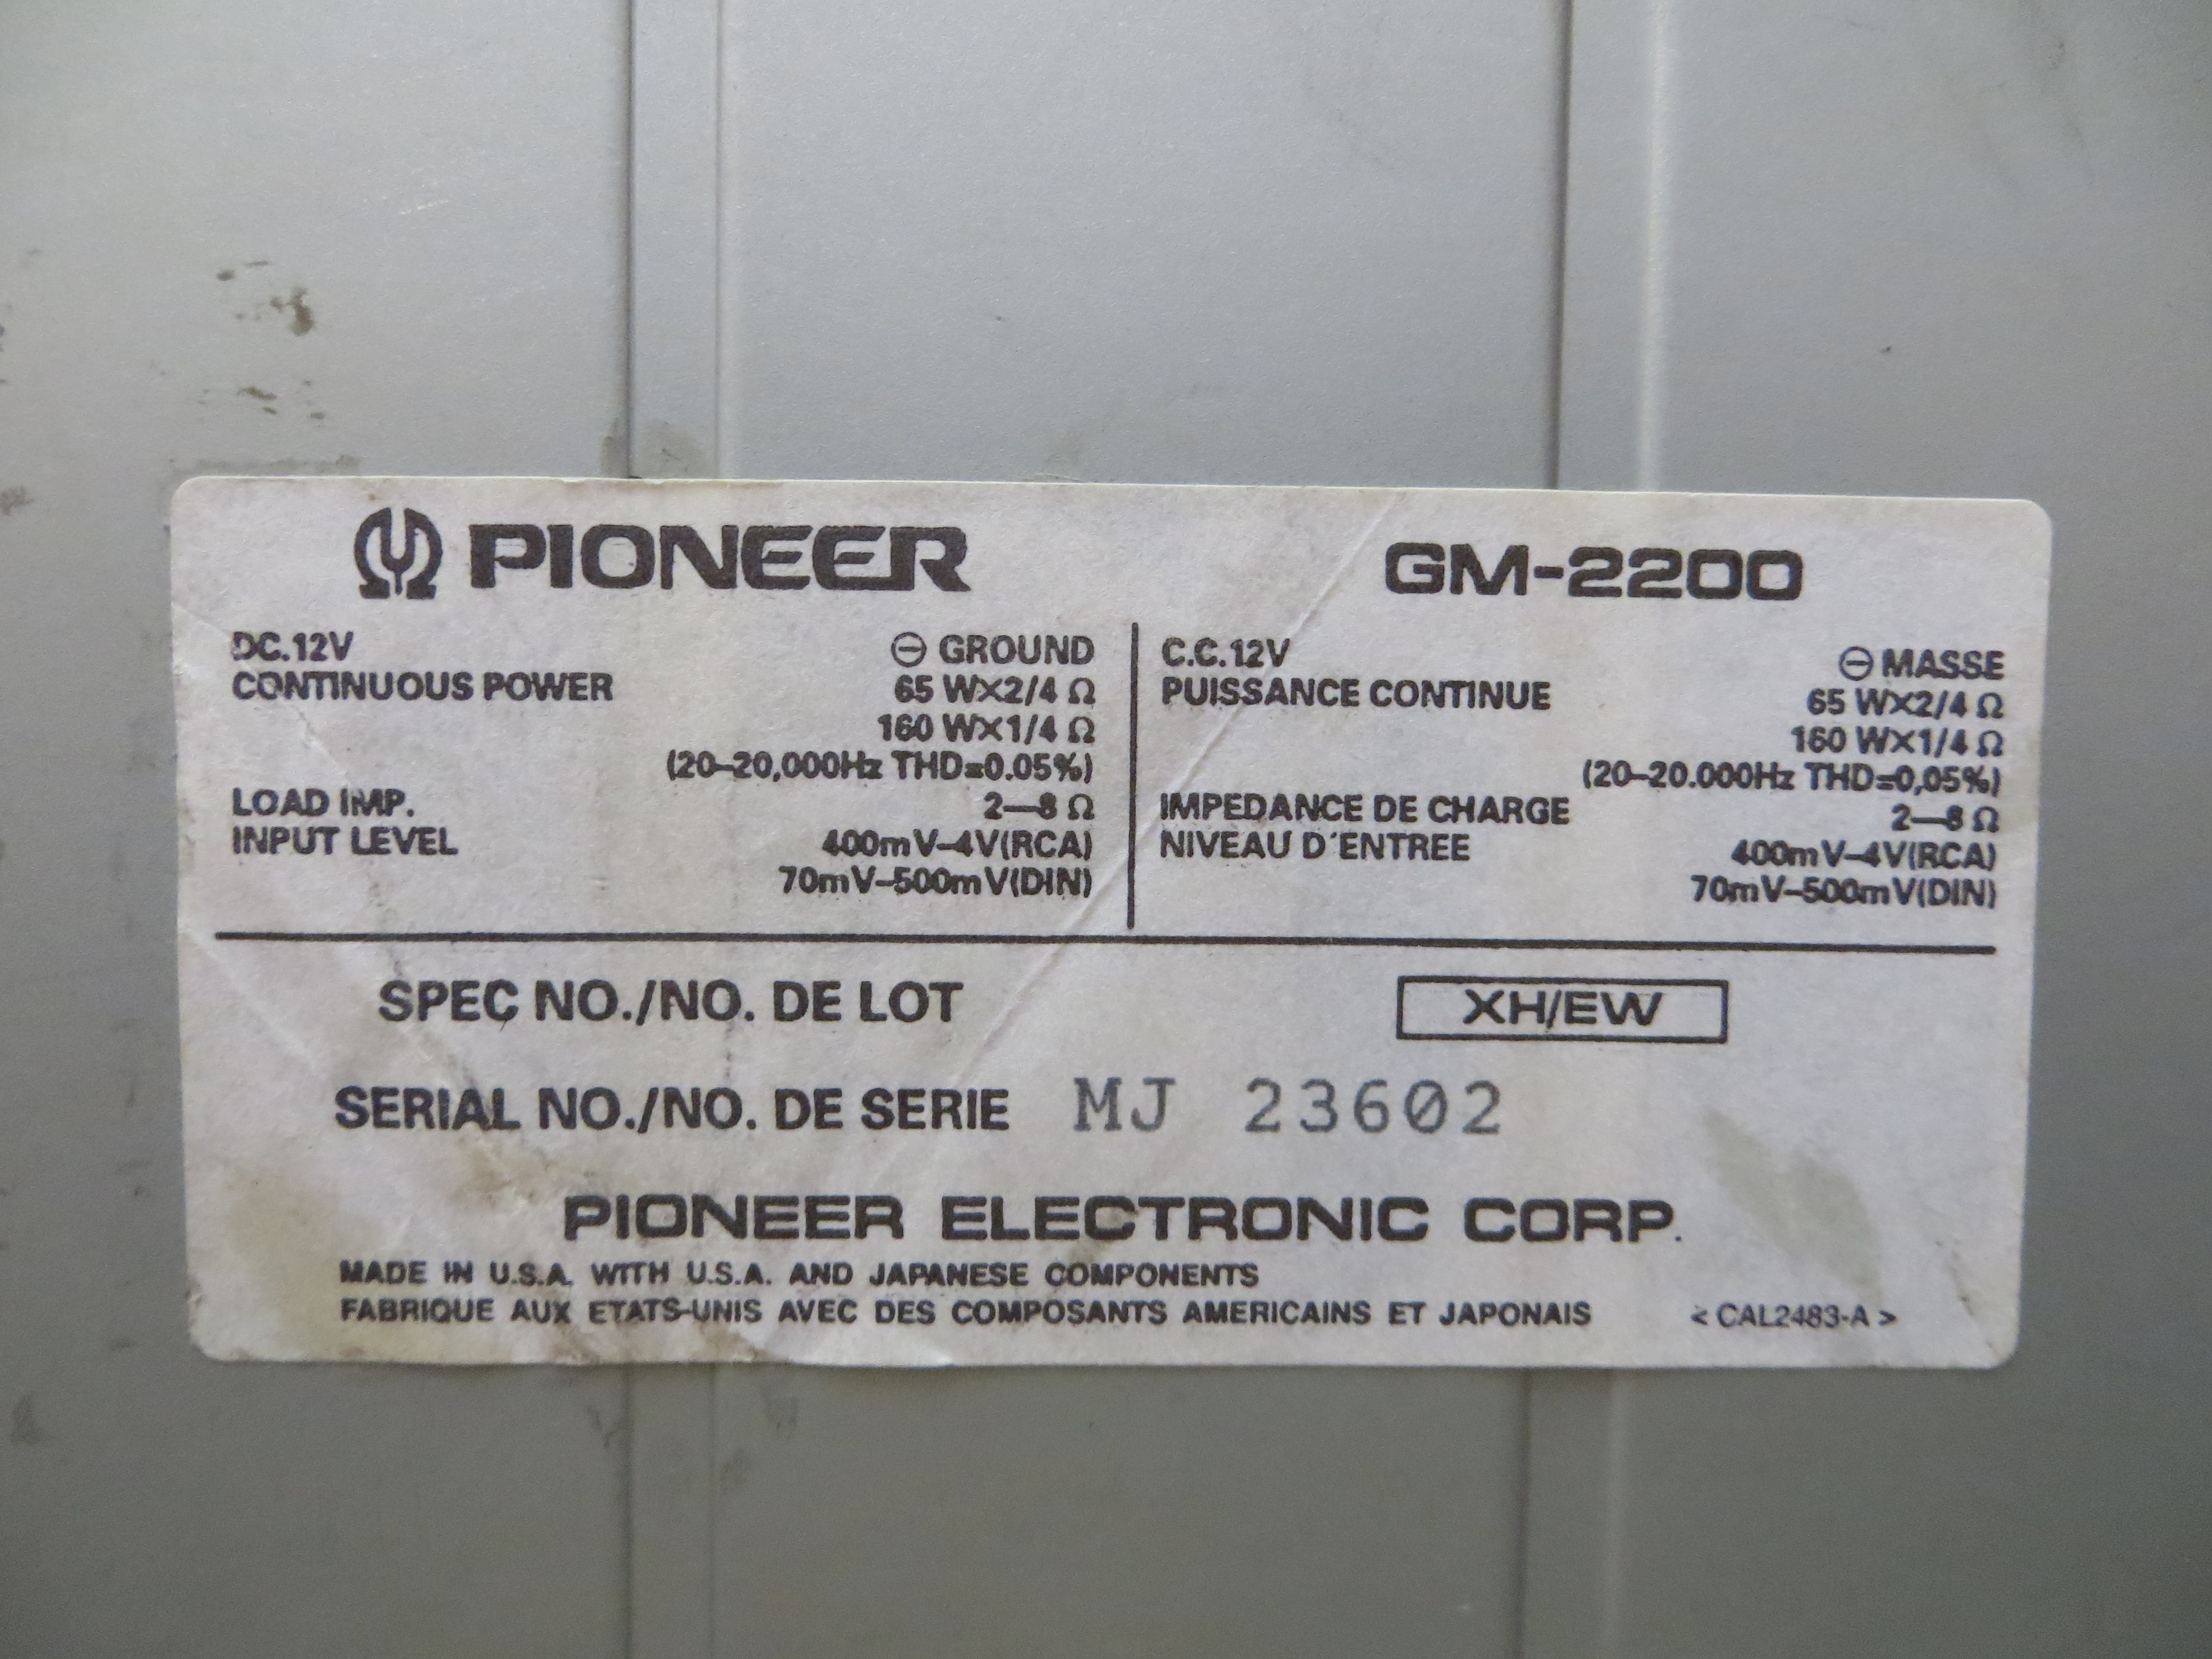 PIONEER GM-2200
DC.12V ⊖ GROUND
CONTINUOUS POWER 65 W×2/4 Ω
160 W×1/4 Ω
(20–20,000Hz THD=0.05%)
LOAD IMP. 2—8 Ω
INPUT LEVEL 400mV–4V(RCA)
70mV–500mV(DIN)
C.C.12V ⊖ MASSE
PUISSANCE CONTINUE 65 W×2/4 Ω
160 W×1/4 Ω
(20–20.000Hz THD=0,05%)
IMPEDANCE DE CHARGE 2—8 Ω
NIVEAU D'ENTREE 400mV–4V(RCA)
70mV–500mV(DIN)
SPEC NO./NO. DE LOT XH/EW
SERIAL NO./NO. DE SERIE MJ 23602
PIONEER ELECTRONIC CORP.
MADE IN U.S.A. WITH U.S.A. AND JAPANESE COMPONENTS
FABRIQUE AUX ETATS-UNIS AVEC DES COMPOSANTS AMERICAINS ET JAPONAIS < CAL2483-A >